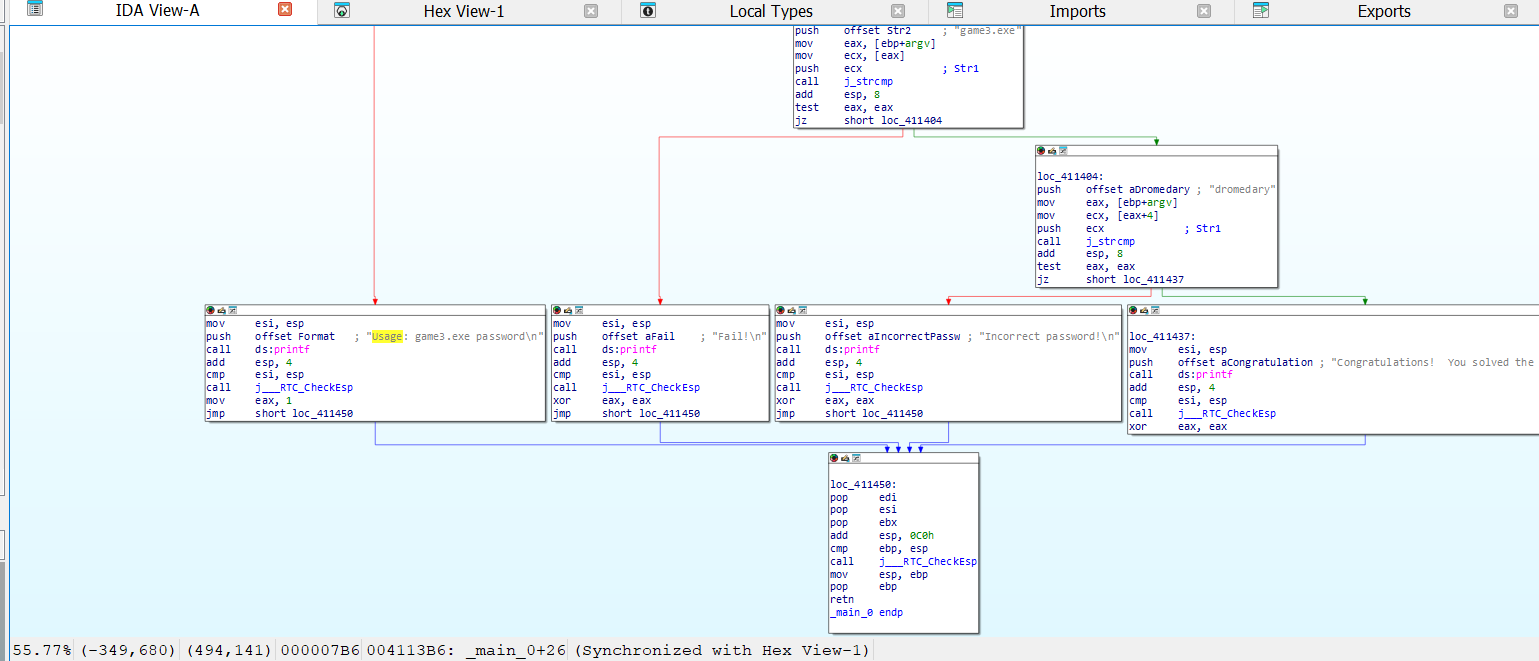 IDA View-A Hex View-1 Local Types Imports Exports
push offset Str2 ; "game3.exe"
mov eax, [ebp+argv]
mov ecx, [eax]
push ecx ; Str1
call j_strcmp
add esp, 8
test eax, eax
jz short loc_411404
loc_411404:
push offset aDromedary ; "dromedary"
mov eax, [ebp+argv]
mov ecx, [eax+4]
push ecx ; Str1
call j_strcmp
add esp, 8
test eax, eax
jz short loc_411437
mov esi, esp
push offset Format ; "Usage: game3.exe password\n"
call ds:printf
add esp, 4
cmp esi, esp
call j___RTC_CheckEsp
mov eax, 1
jmp short loc_411450
mov esi, esp
push offset aFail ; "Fail!\n"
call ds:printf
add esp, 4
cmp esi, esp
call j___RTC_CheckEsp
xor eax, eax
jmp short loc_411450
mov esi, esp
push offset aIncorrectPassw ; "Incorrect password!\n"
call ds:printf
add esp, 4
cmp esi, esp
call j___RTC_CheckEsp
xor eax, eax
jmp short loc_411450
loc_411437:
mov esi, esp
push offset aCongratulation ; "Congratulations! You solved the
call ds:printf
add esp, 4
cmp esi, esp
call j___RTC_CheckEsp
xor eax, eax
loc_411450:
pop edi
pop esi
pop ebx
add esp, 0C0h
cmp ebp, esp
call j___RTC_CheckEsp
mov esp, ebp
pop ebp
retn
_main_0 endp
55.77% (-349,680) (494,141) 000007B6 004113B6: _main_0+26 (Synchronized with Hex View-1)